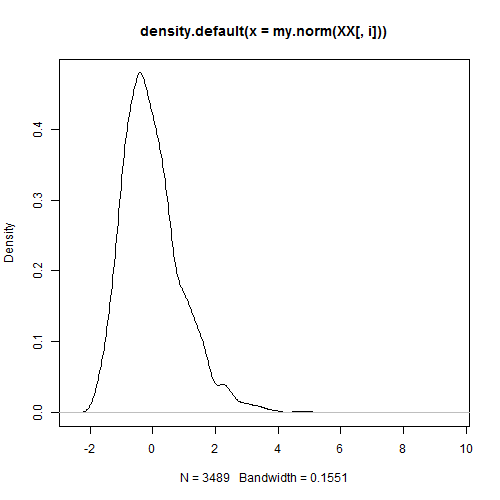 density.default(x = my.norm(XX[, i]))
Density
0.4
0.3
0.2
0.1
0.0
-2 0 2 4 6 8 10
N = 3489 Bandwidth = 0.1551